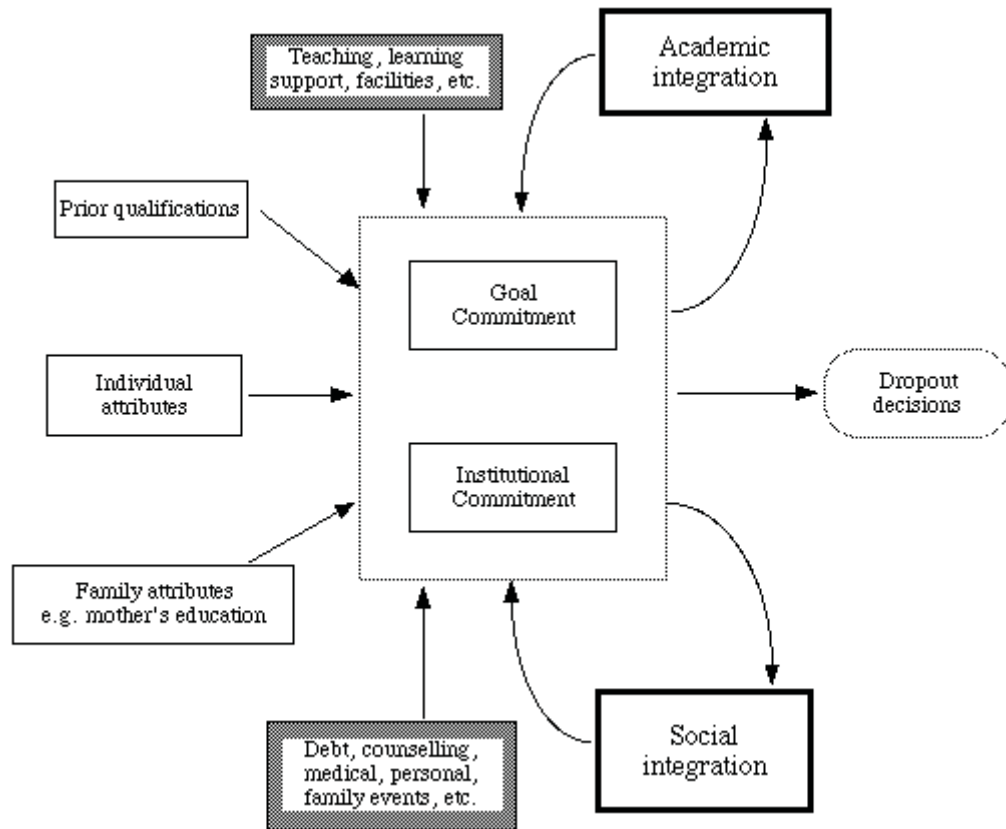 Teaching, learning
support, facilities, etc.
Academic
integration
Prior qualifications
Goal
Commitment
Individual
attributes
Dropout
decisions
Institutional
Commitment
Family attributes
e.g. mother's education
Debt, counselling,
medical, personal,
family events, etc.
Social
integration